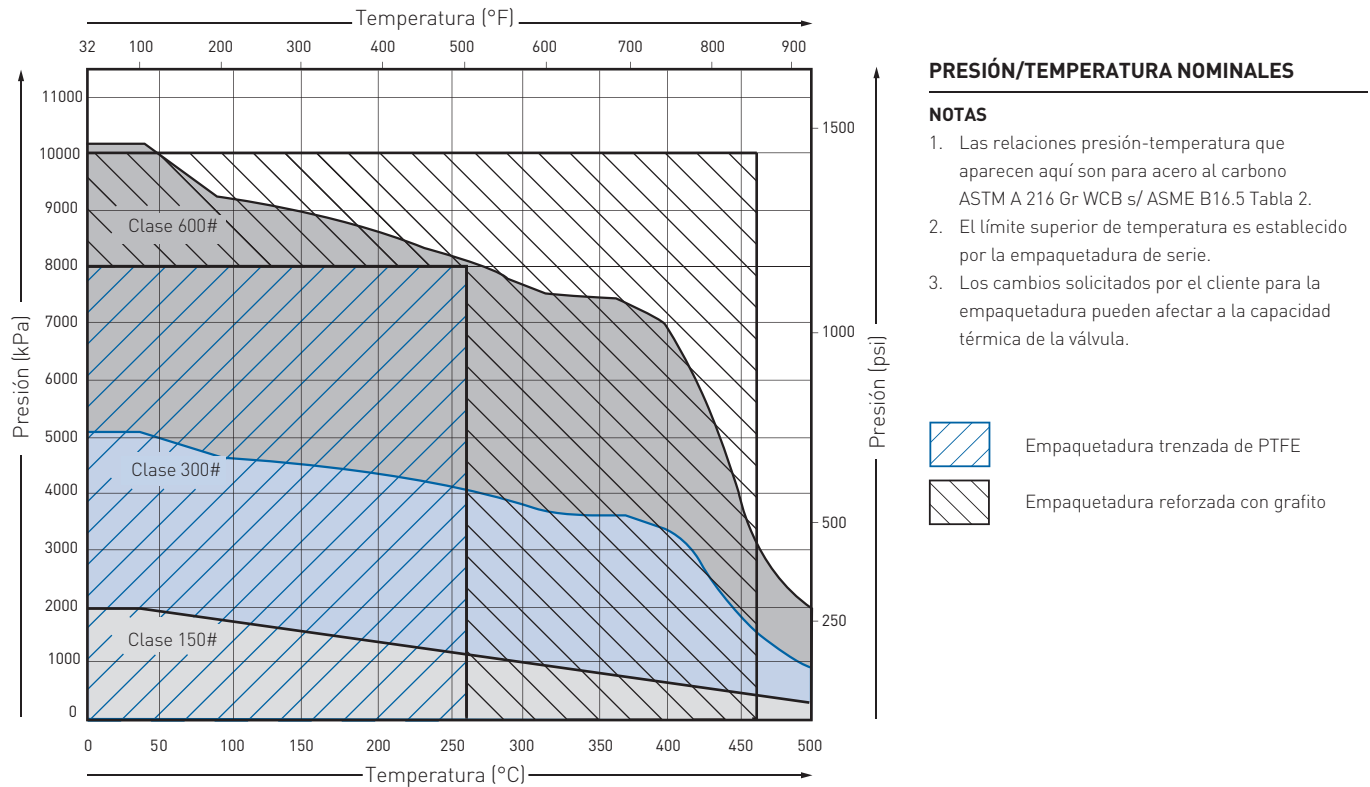 Temperatura (°F)
32 100 200 300 400 500 600 700 800 900
Presión (kPa)
11000
10000
9000
8000
7000
6000
5000
4000
3000
2000
1000
0
Clase 600#
Clase 300#
Clase 150#
1500
1000
500
250
Presión (psi)
0 50 100 150 200 250 300 350 400 450 500
Temperatura (°C)
PRESIÓN/TEMPERATURA NOMINALES
NOTAS
1. Las relaciones presión-temperatura que
aparecen aquí son para acero al carbono
ASTM A 216 Gr WCB s/ ASME B16.5 Tabla 2.
2. El límite superior de temperatura es establecido
por la empaquetadura de serie.
3. Los cambios solicitados por el cliente para la
empaquetadura pueden afectar a la capacidad
térmica de la válvula.
Empaquetadura trenzada de PTFE
Empaquetadura reforzada con grafito